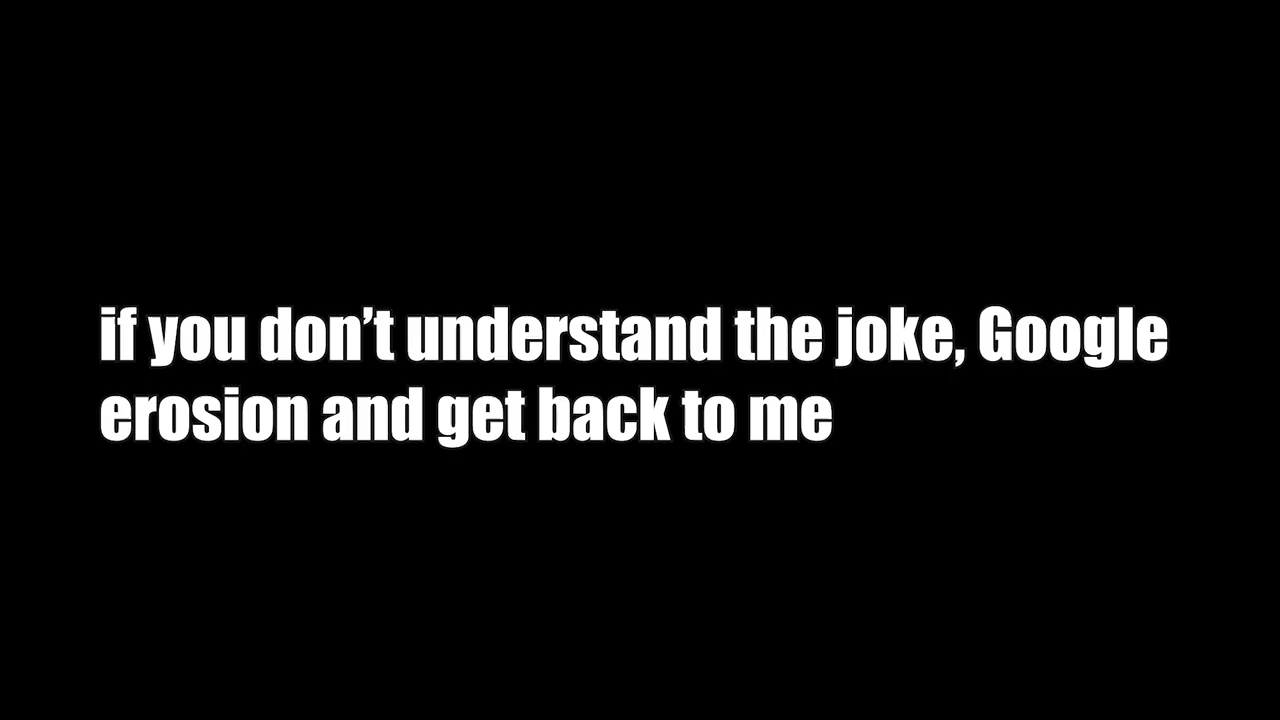 if you don’t understand the joke, Google
erosion and get back to me